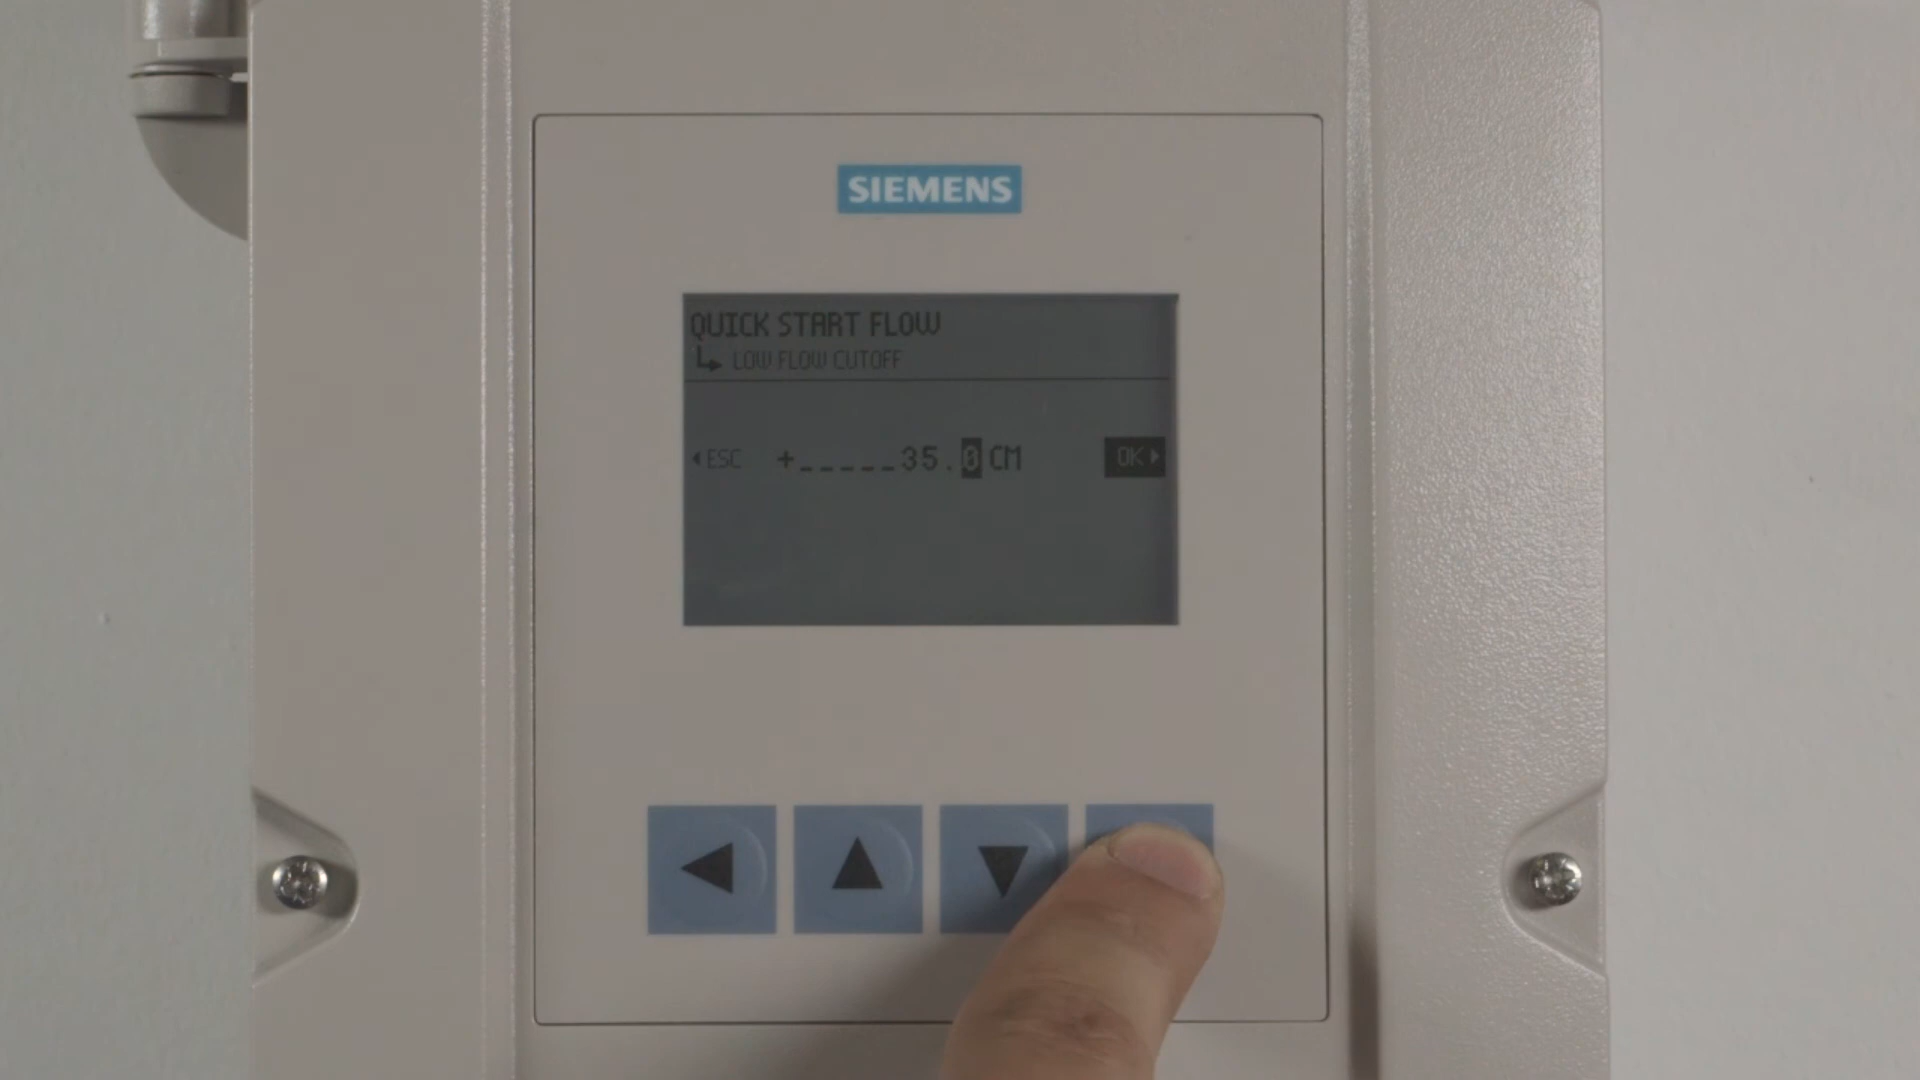 SIEMENS
QUICK START FLOW
LOW FLOW CUTOFF
ESC +_____35.0 CM OK